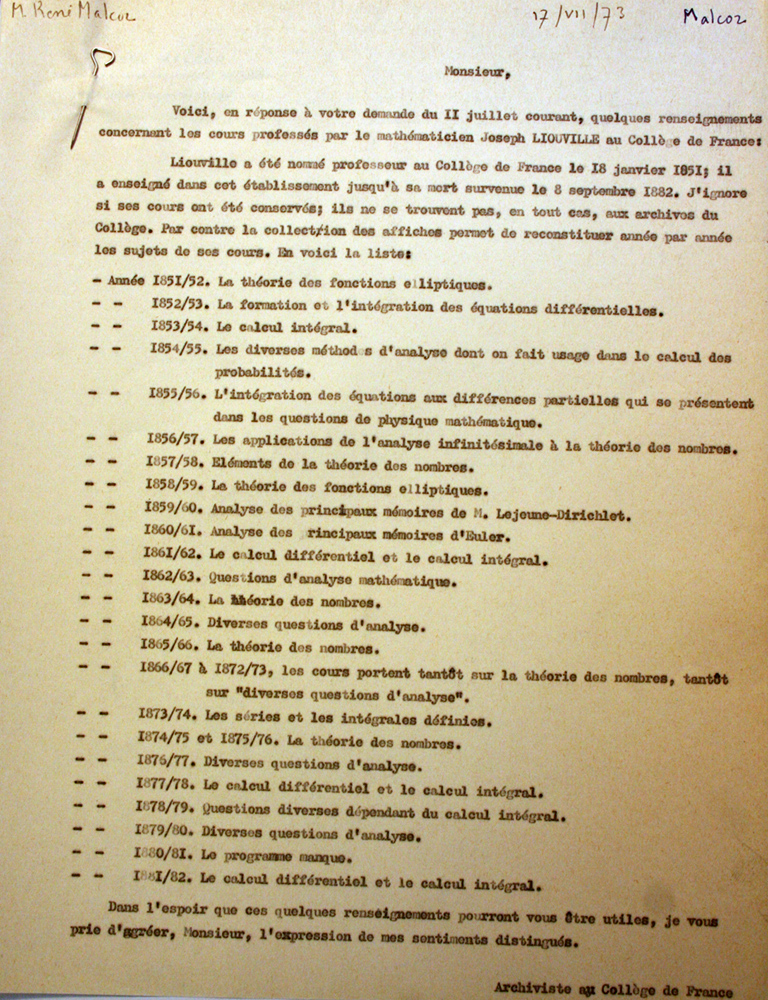 M René Malcoz 17/VII/73 Malcoz
Monsieur,
Voici, en réponse à votre demande du II juillet courant, quelques renseignements
concernant les cours professés par le mathématicien Joseph LIOUVILLE au Collège de France:
Liouville a été nommé professeur au Collège de France le I8 janvier I85I; il
a enseigné dans cet établissement jusqu'à sa mort survenue le 8 septembre I882. J'ignore
si ses cours ont été conservés; ils ne se trouvent pas, en tout cas, aux archives du
Collège. Par contre la collection des affiches permet de reconstituer année par année
les sujets de ses cours. En voici la liste:
- Année I85I/52. La théorie des fonctions elliptiques.
- - I852/53. La formation et l'intégration des équations différentielles.
- - I853/54. Le calcul intégral.
- - I854/55. Les diverses méthod s d'analyse dont on fait usage dans le calcul des
probabilités.
- - I855/56. L'intégration des équations aux différences partielles qui se présentent
dans les questions de physique mathématique.
- - I856/57. Les applications de l'analyse infinitésimale à la théorie des nombres.
- - I857/58. Eléments de la théorie des nombres.
- - I858/59. La théorie des fonctions elliptiques.
- - I859/60. Analyse des principaux mémoires de M. Lejeune-Dirichlet.
- - I860/6I. Analyse des rincipaux mémoires d'Euler.
- - I86I/62. Le calcul différentiel et le calcul intégral.
- - I862/63. Questions d'analyse mathématique.
- - I863/64. La théorie des nombres.
- - I864/65. Diverses questions d'analyse.
- - I865/66. La théorie des nombres.
- - I866/67 à I872/73, les cours portent tantôt sur la théorie des nombres, tantôt
sur "diverses questions d'analyse".
- - I873/74. Les séries et les intégrales définies.
- - I874/75 et I875/76. La théorie des nombres.
- - I876/77. Diverses questions d'analyse.
- - I877/78. Le calcul différentiel et le calcul intégral.
- - I878/79. Questions diverses dépendant du calcul intégral.
- - I879/80. Diverses questions d'analyse.
- - I880/8I. Le programme manque.
- - I88I/82. Le calcul différentiel et le calcul intégral.
Dans l'espoir que ces quelques renseignements pourront vous être utiles, je vous
prie d'agréer, Monsieur, l'expression de mes sentiments distingués.
Archiviste au Collège de France